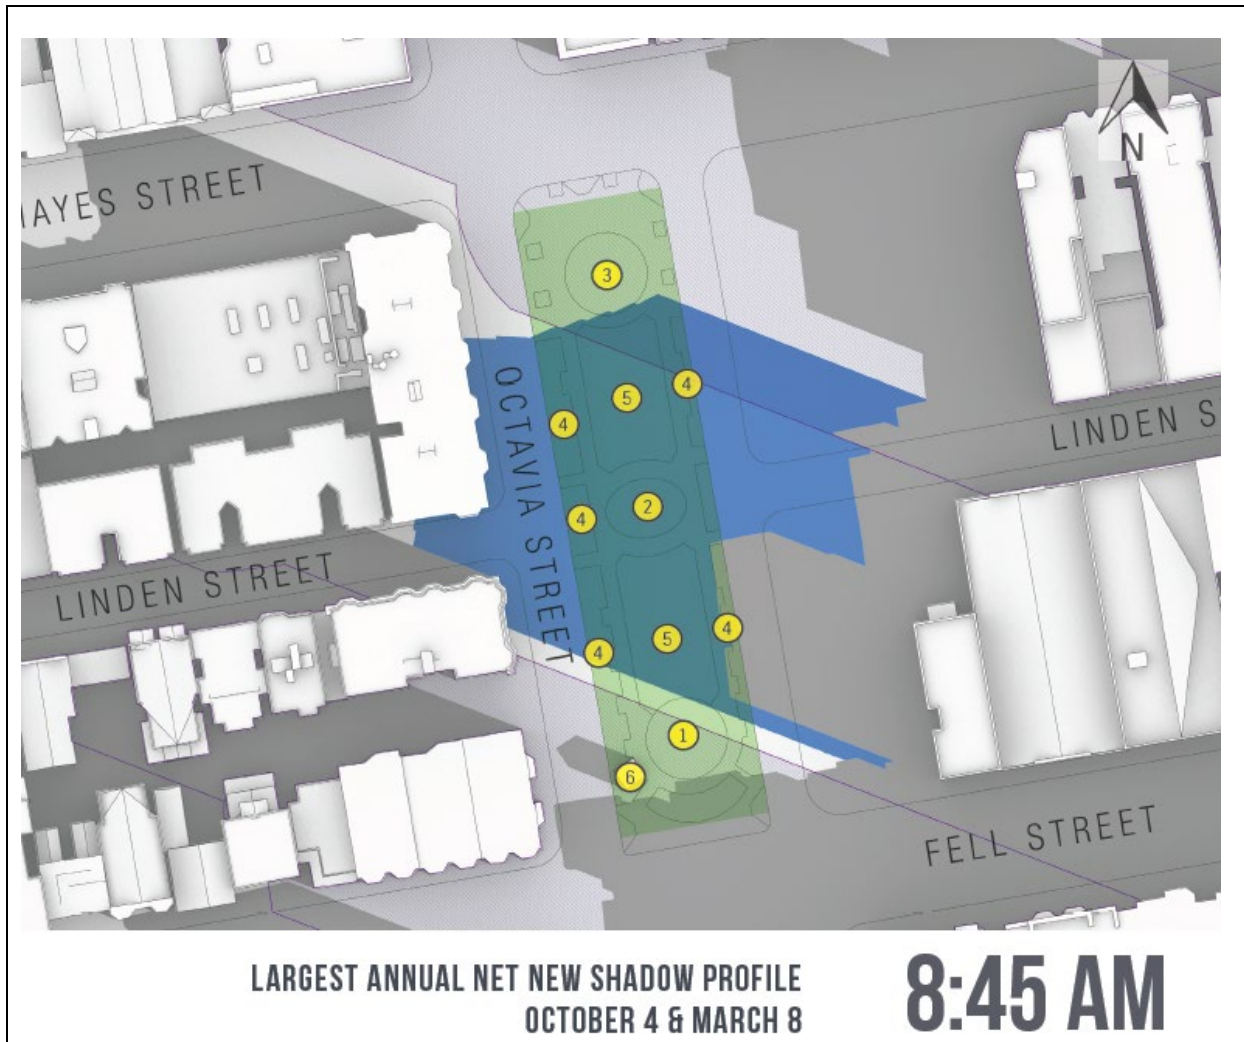 N
HAYES STREET
3
OCTAVIA STREET
5
4
4
LINDEN S
2
4
LINDEN STREET
5
4
4
1
6
FELL STREET
LARGEST ANNUAL NET NEW SHADOW PROFILE
OCTOBER 4 & MARCH 8
8:45 AM